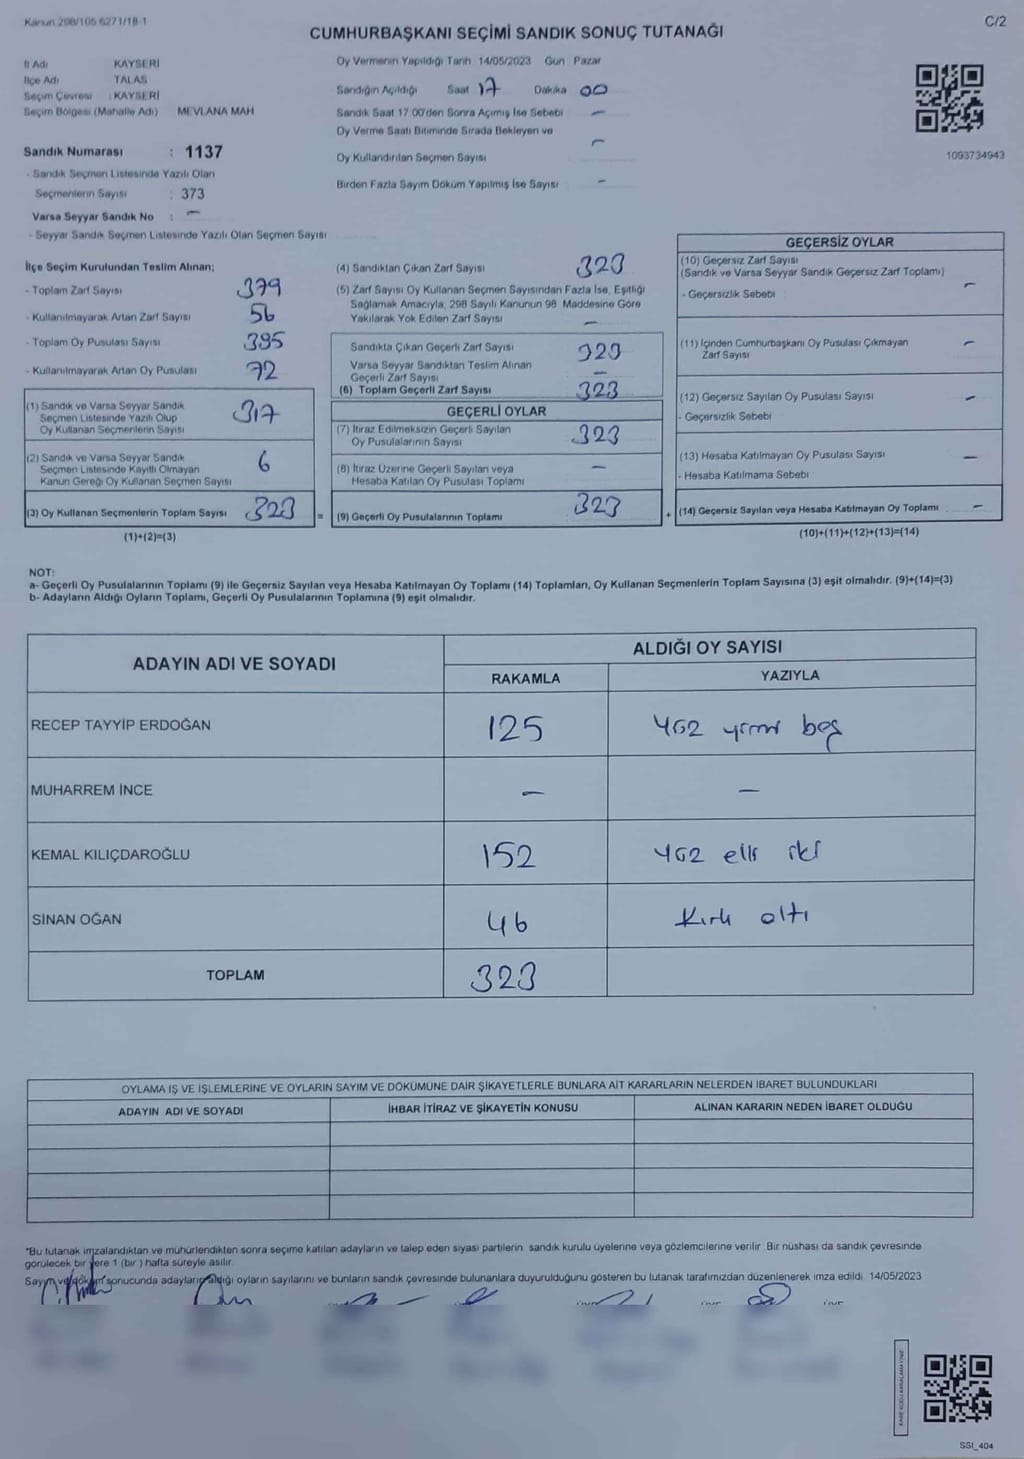 Kanun 298/105 6271/18-1
C/2
CUMHURBAŞKANI SEÇİMİ SANDIK SONUÇ TUTANAĞI
İl Adı KAYSERİ
İlçe Adı TALAS
Seçim Çevresi : KAYSERİ
Seçim Bölgesi (Mahalle Adı) MEVLANA MAH
Sandık Numarası : 1137
- Sandık Seçmen Listesinde Yazılı Olan
Seçmenlerin Sayısı : 373
Varsa Seyyar Sandık No : –
- Seyyar Sandık Seçmen Listesinde Yazılı Olan Seçmen Sayısı
Oy Vermenin Yapıldığı Tarih 14/05/2023 Gün Pazar
Sandığın Açıldığı Saat 17 Dakika 00
Sandık Saat 17:00'den Sonra Açımış İse Sebebi –
Oy Verme Saati Bitiminde Sırada Bekleyen ve
Oy Kullandırılan Seçmen Sayısı –
Birden Fazla Sayım Döküm Yapılmış İse Sayısı –
1093734943
İlçe Seçim Kurulundan Teslim Alınan;
- Toplam Zarf Sayısı 379
- Kullanılmayarak Artan Zarf Sayısı 56
- Toplam Oy Pusulası Sayısı 395
- Kullanılmayarak Artan Oy Pusulası 72
(1) Sandık ve Varsa Seyyar Sandık
Seçmen Listesinde Yazılı Olup
Oy Kullanan Seçmenlerin Sayısı 317
(2) Sandık ve Varsa Seyyar Sandık
Seçmen Listesinde Kayıtlı Olmayan
Kanun Gereği Oy Kullanan Seçmen Sayısı 6
(3) Oy Kullanan Seçmenlerin Toplam Sayısı 323 =
(1)+(2)=(3)
(4) Sandıktan Çıkan Zarf Sayısı 323
(5) Zarf Sayısı Oy Kullanan Seçmen Sayısından Fazla İse, Eşitliği
Sağlamak Amacıyla; 298 Sayılı Kanunun 98. Maddesine Göre
Yakılarak Yok Edilen Zarf Sayısı –
Sandıkta Çıkan Geçerli Zarf Sayısı 323
Varsa Seyyar Sandıktan Teslim Alınan
Geçerli Zarf Sayısı –
(6) Toplam Geçerli Zarf Sayısı 323
GEÇERLİ OYLAR
(7) İtiraz Edilmeksizin Geçerli Sayılan
Oy Pusulalarının Sayısı 323
(8) İtiraz Üzerine Geçerli Sayılan veya
Hesaba Katılan Oy Pusulası Toplamı –
(9) Geçerli Oy Pusulalarının Toplamı 323 +
GEÇERSİZ OYLAR
(10) Geçersiz Zarf Sayısı
(Sandık ve Varsa Seyyar Sandık Geçersiz Zarf Toplamı) –
- Geçersizlik Sebebi
(11) İçinden Cumhurbaşkanı Oy Pusulası Çıkmayan
Zarf Sayısı –
(12) Geçersiz Sayılan Oy Pusulası Sayısı –
- Geçersizlik Sebebi
(13) Hesaba Katılmayan Oy Pusulası Sayısı –
- Hesaba Katılmama Sebebi
(14) Geçersiz Sayılan veya Hesaba Katılmayan Oy Toplamı –
(10)+(11)+(12)+(13)=(14)
NOT:
a- Geçerli Oy Pusulalarının Toplamı (9) ile Geçersiz Sayılan veya Hesaba Katılmayan Oy Toplamı (14) Toplamları, Oy Kullanan Seçmenlerin Toplam Sayısına (3) eşit olmalıdır. (9)+(14)=(3)
b- Adayların Aldığı Oyların Toplamı, Geçerli Oy Pusulalarının Toplamına (9) eşit olmalıdır.
ADAYIN ADI VE SOYADI
ALDIĞI OY SAYISI
RAKAMLA YAZIYLA
RECEP TAYYİP ERDOĞAN 125 yüz yirmi beş
MUHARREM İNCE – –
KEMAL KILIÇDAROĞLU 152 yüz elli iki
SİNAN OĞAN 46 Kırk altı
TOPLAM 323
OYLAMA İŞ VE İŞLEMLERİNE VE OYLARIN SAYIM VE DÖKÜMÜNE DAİR ŞİKAYETLERLE BUNLARA AİT KARARLARIN NELERDEN İBARET BULUNDUKLARI
ADAYIN ADI VE SOYADI İHBAR İTİRAZ VE ŞİKAYETİN KONUSU ALINAN KARARIN NEDEN İBARET OLDUĞU
*Bu tutanak imzalandıktan ve mühürlendikten sonra seçime katılan adayların ve talep eden siyasi partilerin sandık kurulu üyelerine veya gözlemcilerine verilir. Bir nüshası da sandık çevresinde
görülecek bir yere 1 (bir ) hafta süreyle asılır.
Sayım ve döküm sonucunda adayların aldığı oyların sayılarını ve bunların sandık çevresinde bulunanlara duyurulduğunu gösteren bu tutanak tarafımızdan düzenlenerek imza edildi. 14/05/2023
SSI_404